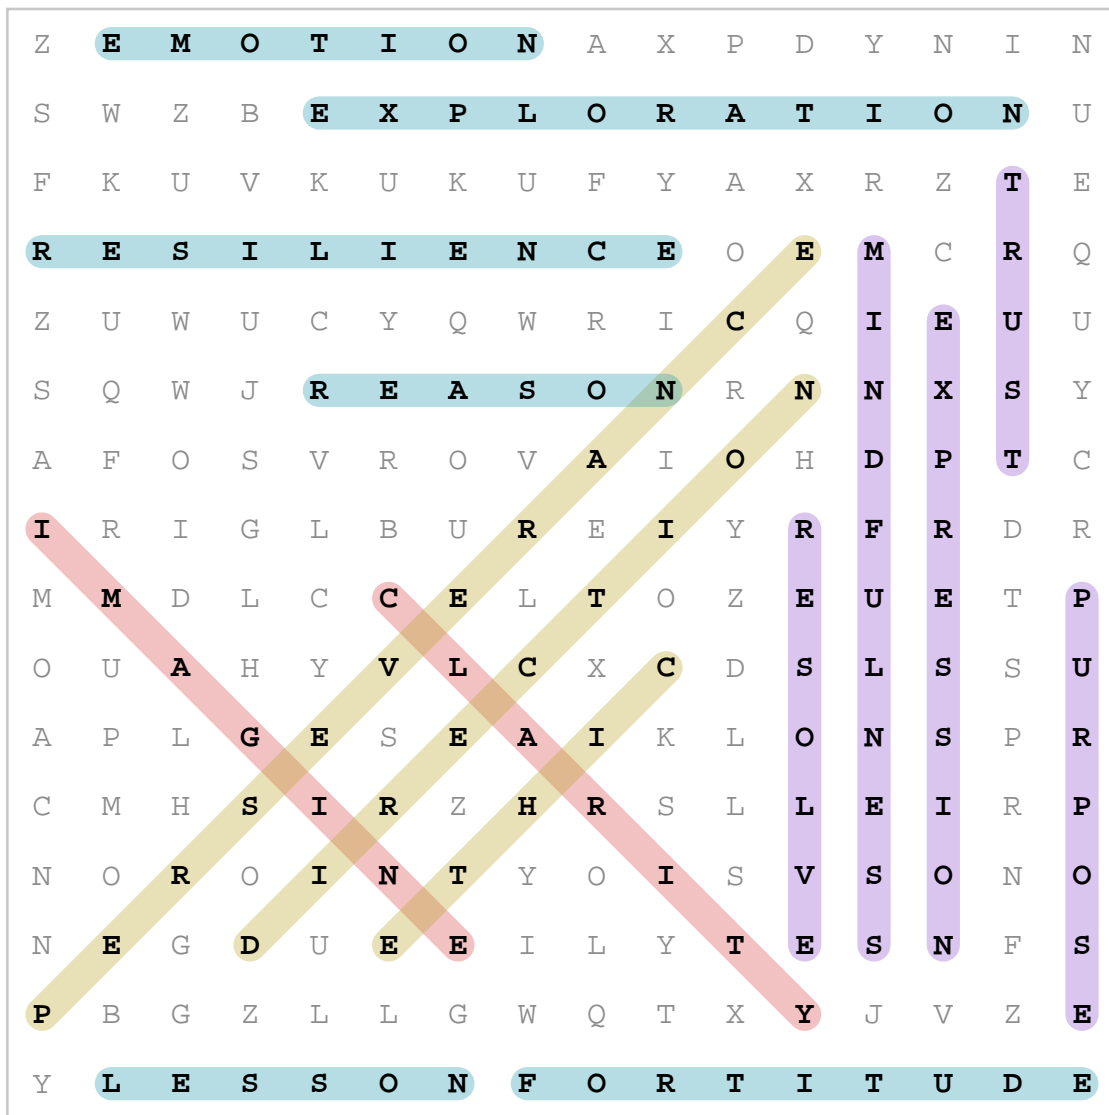 Z E M O T I O N A X P D Y N I N
S W Z B E X P L O R A T I O N U
F K U V K U K U F Y A X R Z T E
R E S I L I E N C E O E M C R Q
Z U W U C Y Q W R I C Q I E U U
S Q W J R E A S O N R N N X S Y
A F O S V R O V A I O H D P T C
I R I G L B U R E I Y R F R D R
M M D L C C E L T O Z E U E T P
O U A H Y V L C X C D S L S S U
A P L G E S E A I K L O N S P R
C M H S I R Z H R S L L E I R P
N O R O I N T Y O I S V S O N O
N E G D U E E I L Y T E S N F S
P B G Z L L G W Q T X Y J V Z E
Y L E S S O N F O R T I T U D E